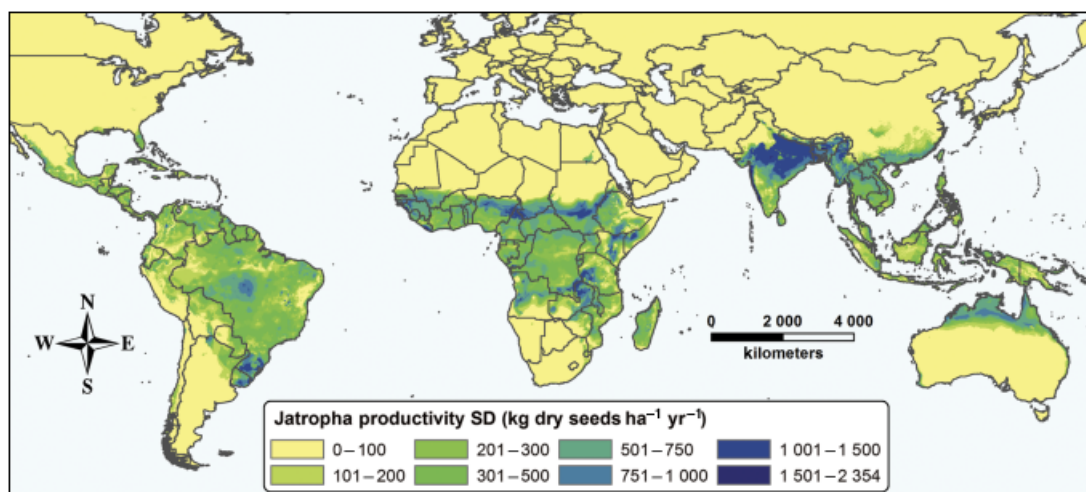 N
W E
S
0 2 000 4 000
kilometers
Jatropha productivity SD (kg dry seeds ha⁻¹ yr⁻¹)
0–100 201–300 501–750 1 001–1 500
101–200 301–500 751–1 000 1 501–2 354